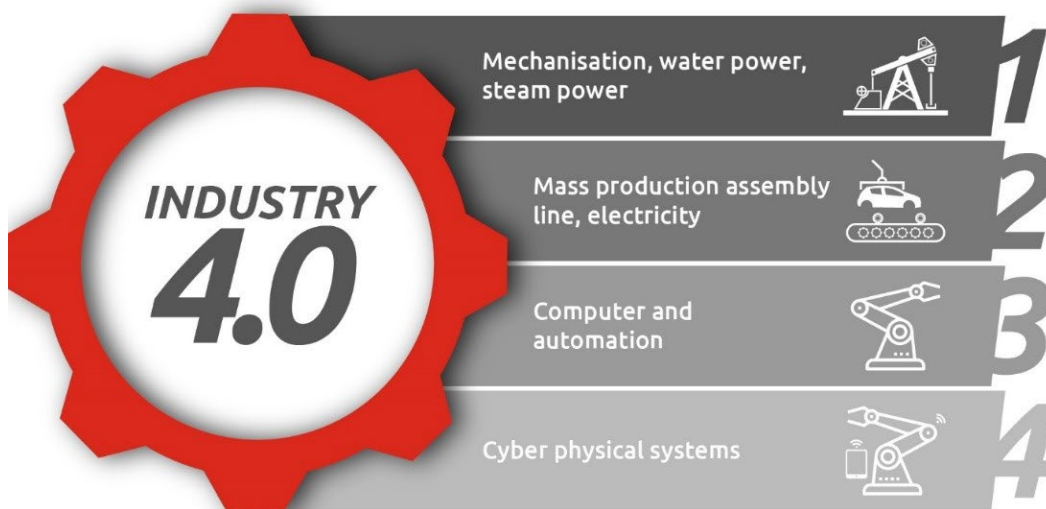 INDUSTRY
4.0
Mechanisation, water power,
steam power
1
Mass production assembly
line, electricity
2
Computer and
automation
3
Cyber physical systems
4